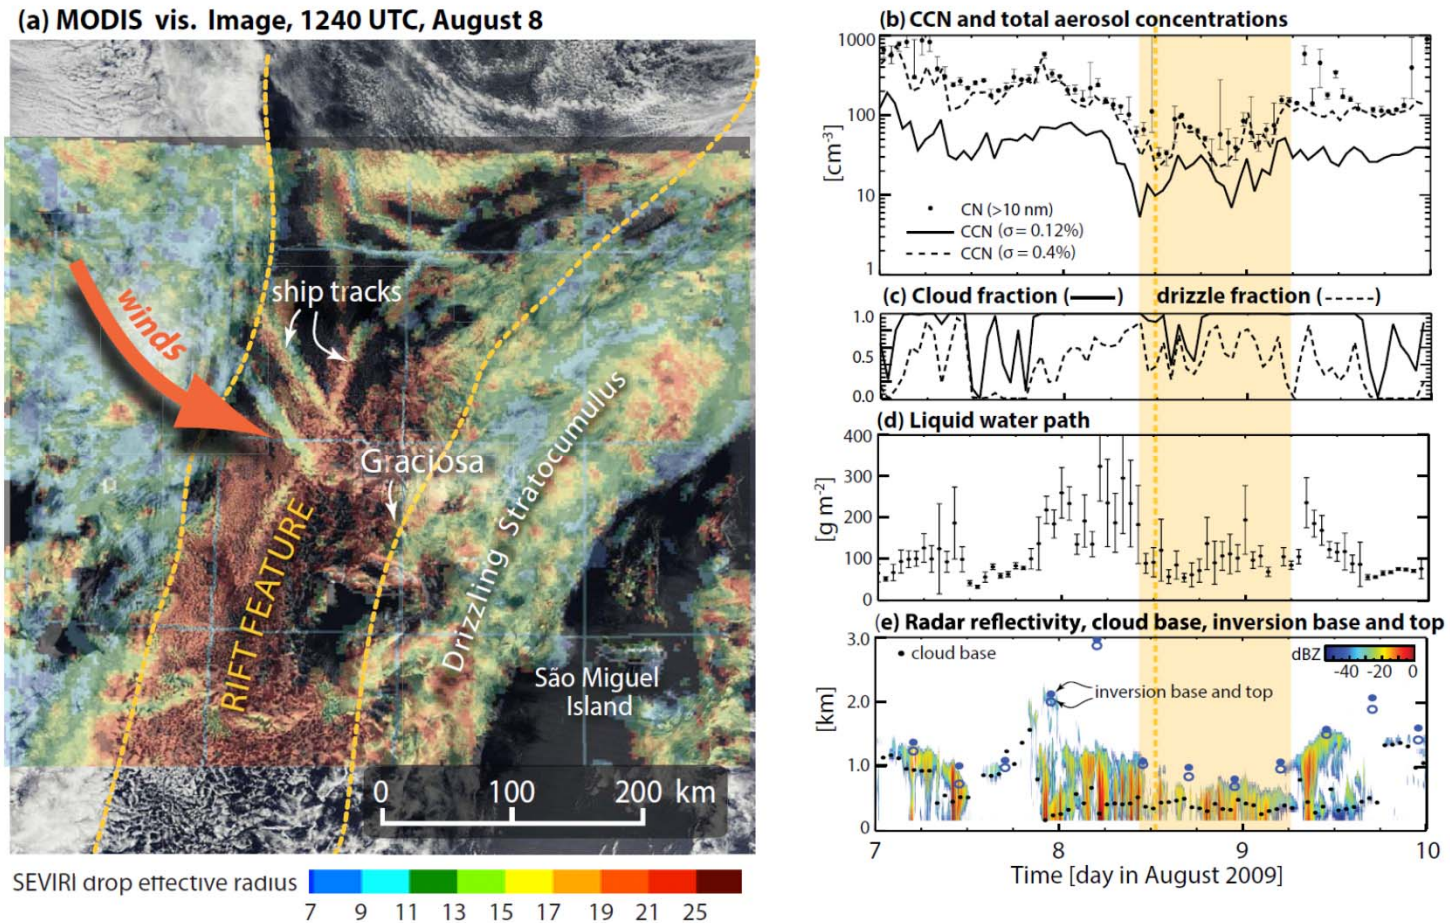 (a) MODIS vis. Image, 1240 UTC, August 8
winds
ship tracks
Graciosa
RIFT FEATURE
Drizzling Stratocumulus
São Miguel
Island
0 100 200 km
SEVIRI drop effective radius
7 9 11 13 15 17 19 21 25
(b) CCN and total aerosol concentrations
[cm-3]
1000
100
10
1
CN (>10 nm)
CCN (σ = 0.12%)
CCN (σ = 0.4%)
(c) Cloud fraction ( ) drizzle fraction ( )
1.0
0.5
0.0
(d) Liquid water path
[g m-2]
400
300
200
100
0
(e) Radar reflectivity, cloud base, inversion base and top
[km]
3.0
2.0
1.0
0
cloud base
dBZ
-40 -20 0
inversion base and top
7 8 9 10
Time [day in August 2009]